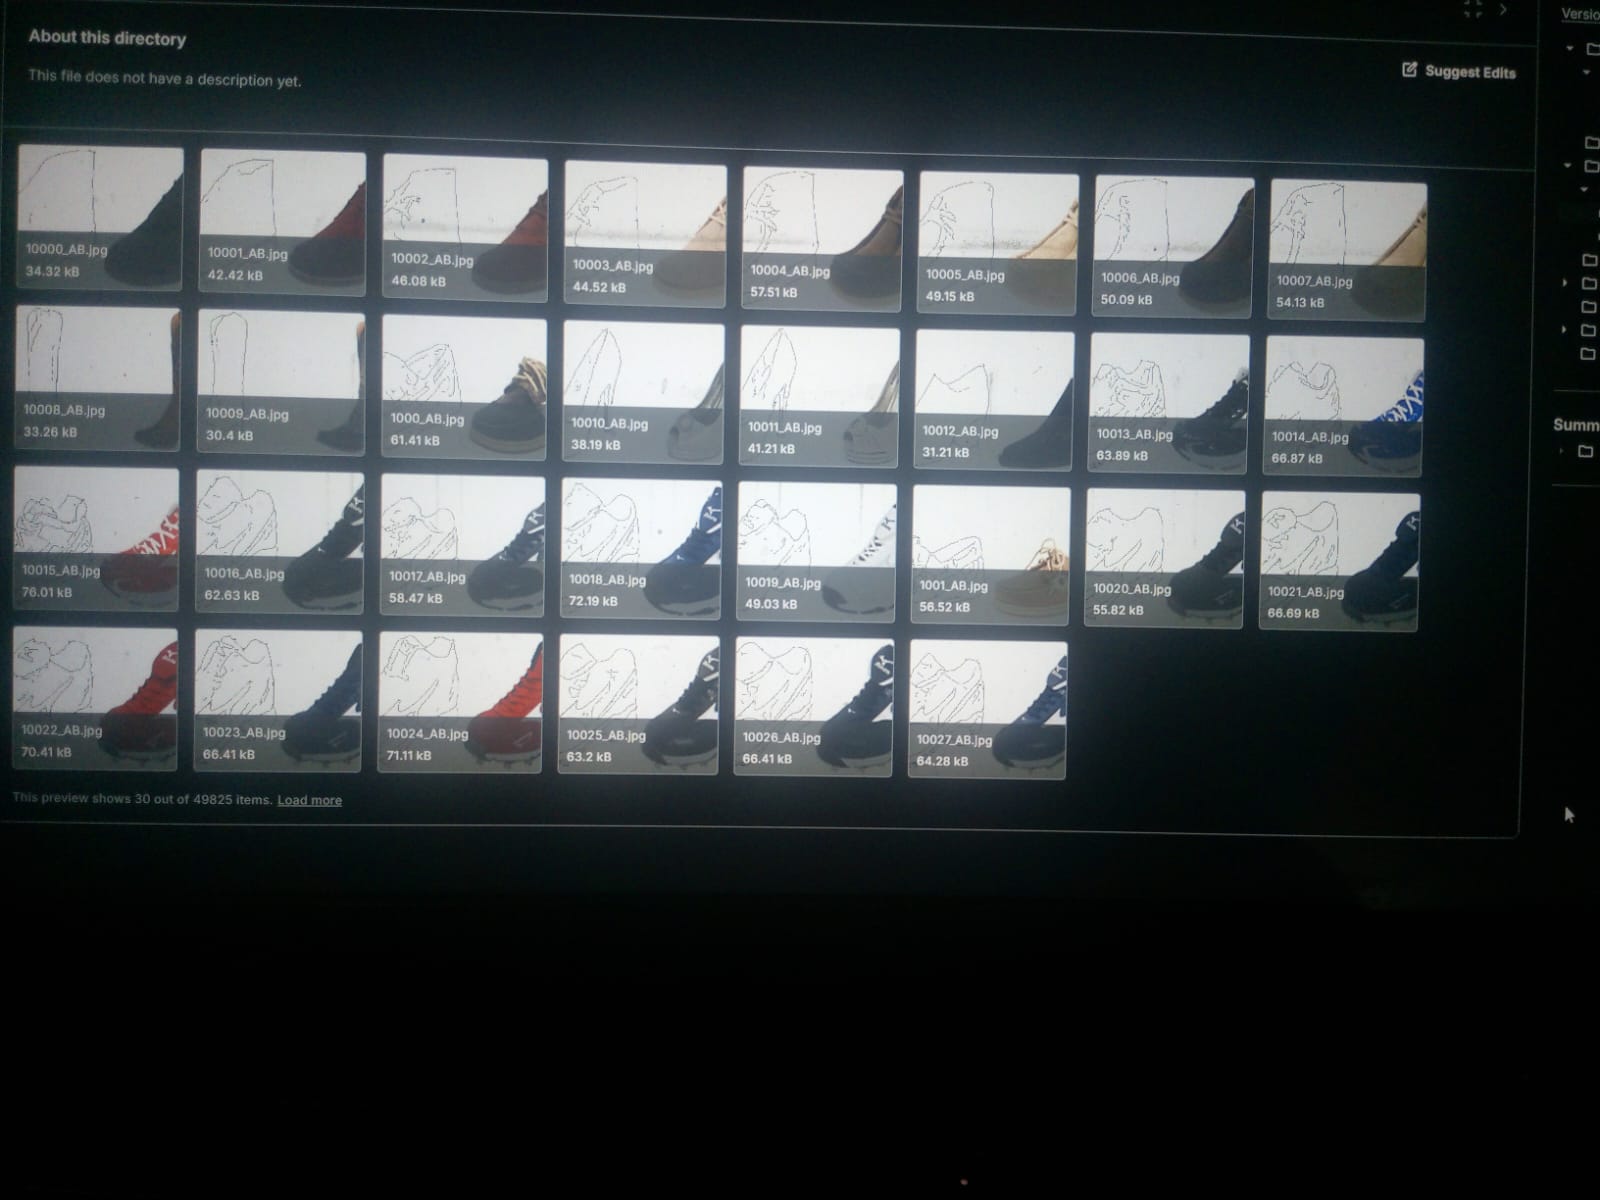 Versio
About this directory
Suggest Edits
This file does not have a description yet.
10000_AB.jpg
34.32 kB
10001_AB.jpg
42.42 kB
10002_AB.jpg
46.08 kB
10003_AB.jpg
44.52 kB
10004_AB.jpg
57.51 kB
10005_AB.jpg
49.15 kB
10006_AB.jpg
50.09 kB
10007_AB.jpg
54.13 kB
10008_AB.jpg
33.26 kB
10009_AB.jpg
30.4 kB
1000_AB.jpg
61.41 kB
10010_AB.jpg
38.19 kB
10011_AB.jpg
41.21 kB
10012_AB.jpg
31.21 kB
10013_AB.jpg
63.89 kB
10014_AB.jpg
66.87 kB
Summ
10015_AB.jpg
76.01 kB
10016_AB.jpg
62.63 kB
10017_AB.jpg
58.47 kB
10018_AB.jpg
72.19 kB
10019_AB.jpg
49.03 kB
1001_AB.jpg
56.52 kB
10020_AB.jpg
55.82 kB
10021_AB.jpg
66.69 kB
10022_AB.jpg
70.41 kB
10023_AB.jpg
66.41 kB
10024_AB.jpg
71.11 kB
10025_AB.jpg
63.2 kB
10026_AB.jpg
66.41 kB
10027_AB.jpg
64.28 kB
This preview shows 30 out of 49825 items. Load more